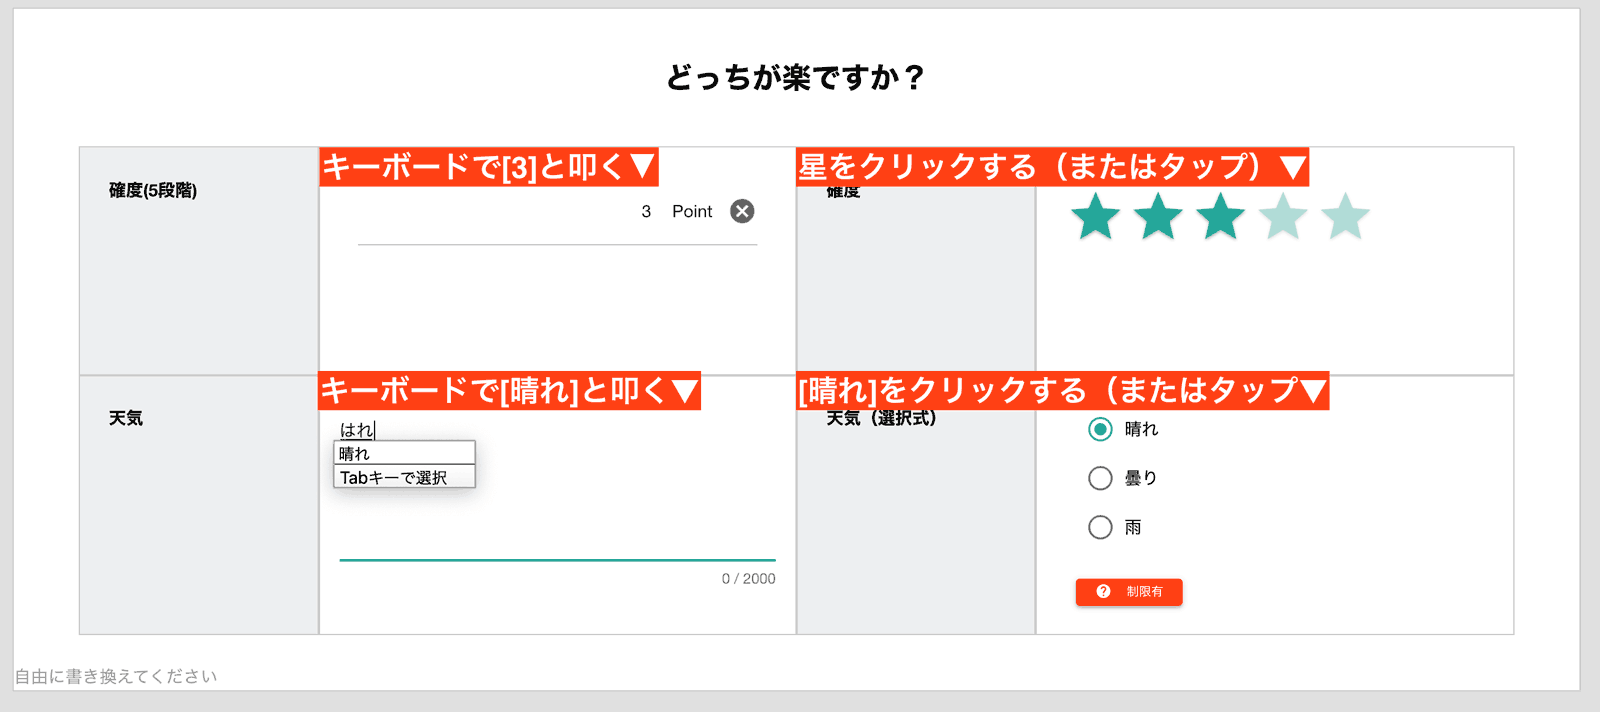 どっちが楽ですか？
キーボードで[3]と叩く▼
星をクリックする（またはタップ）▼
確度(5段階)
3 Point
確度
キーボードで[晴れ]と叩く▼
[晴れ]をクリックする（またはタップ▼
天気
はれ
晴れ
Tabキーで選択
0 / 2000
天気（選択式）
晴れ
曇り
雨
制限有
自由に書き換えてください